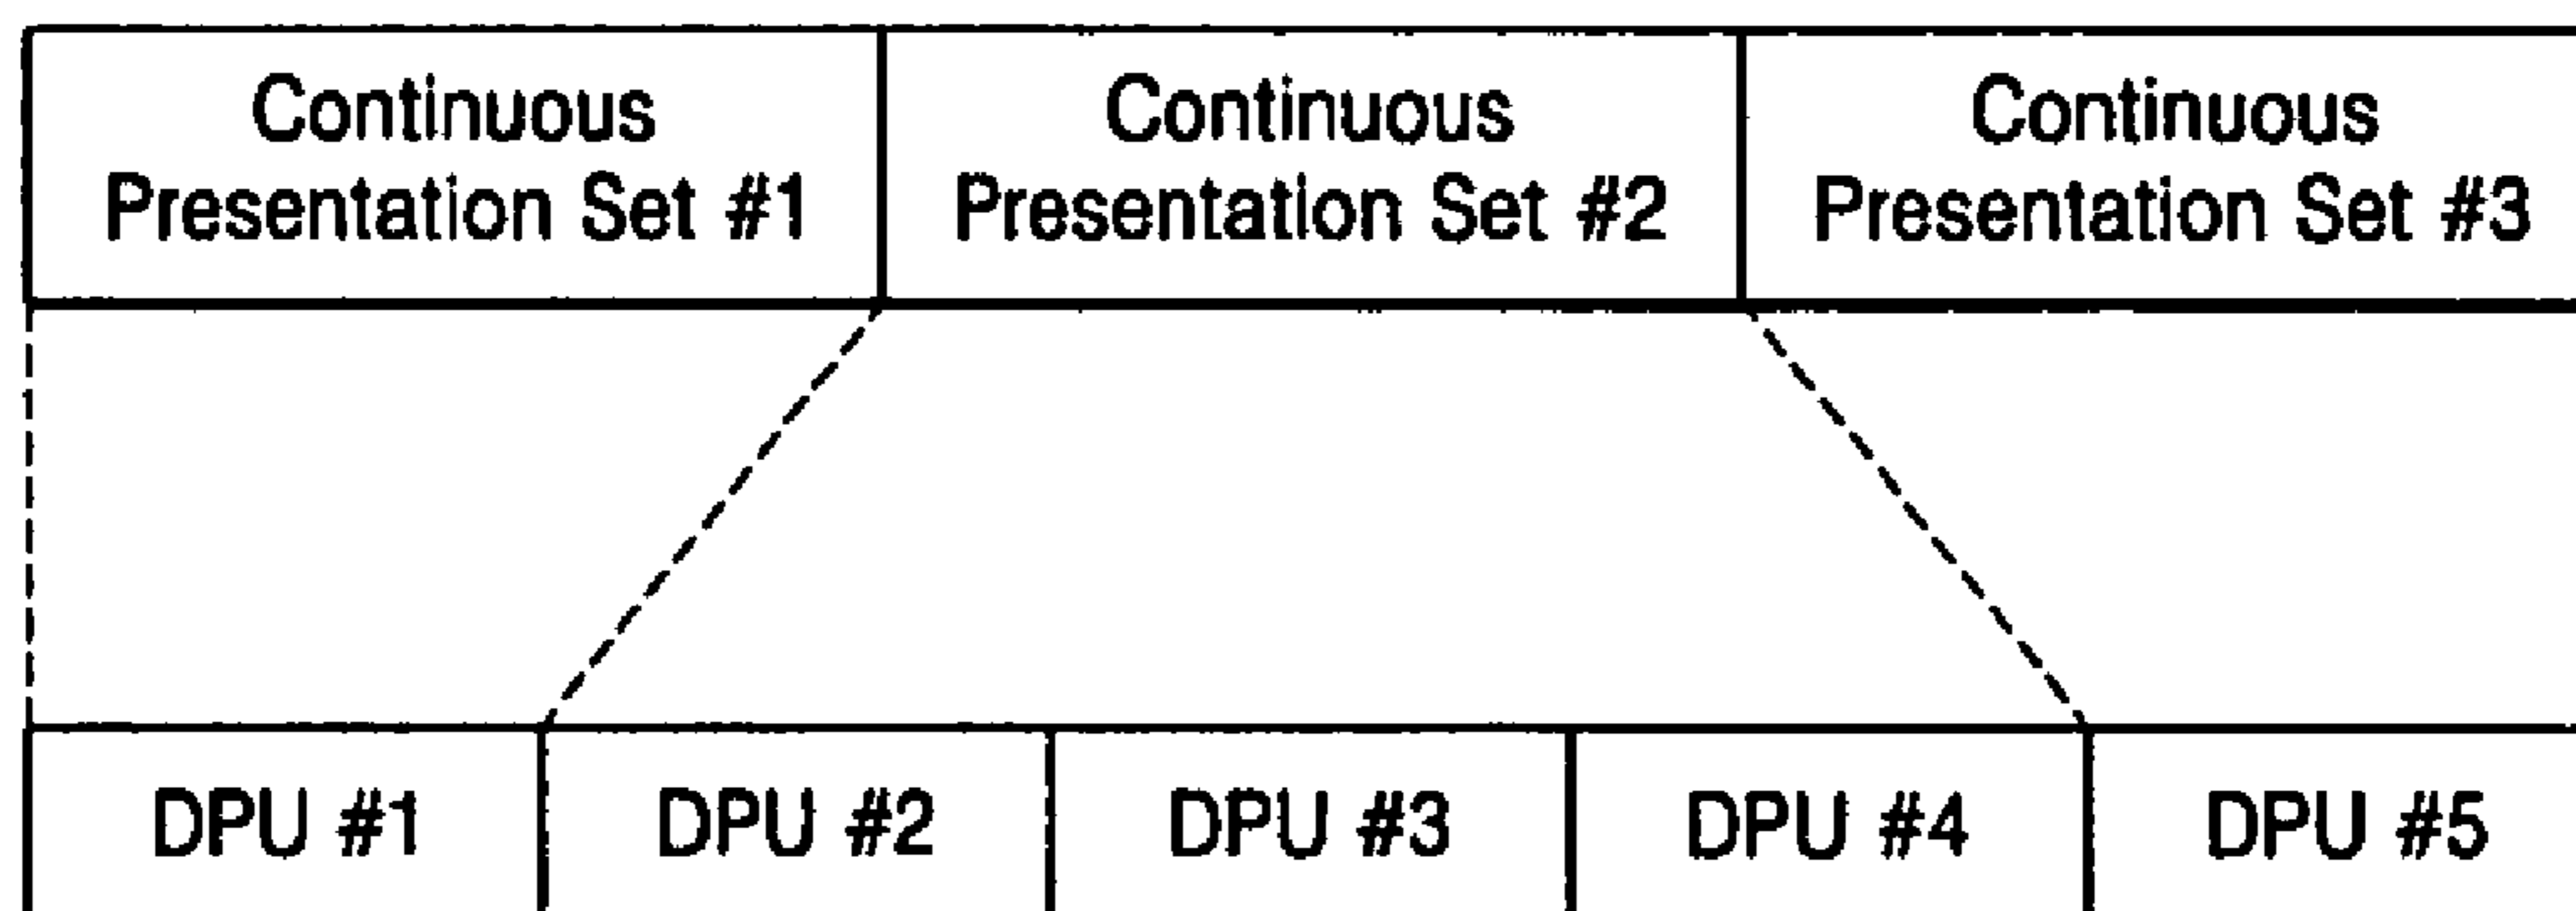 Continuous
Presentation Set #1
Continuous
Presentation Set #2
Continuous
Presentation Set #3
DPU #1
DPU #2
DPU #3
DPU #4
DPU #5